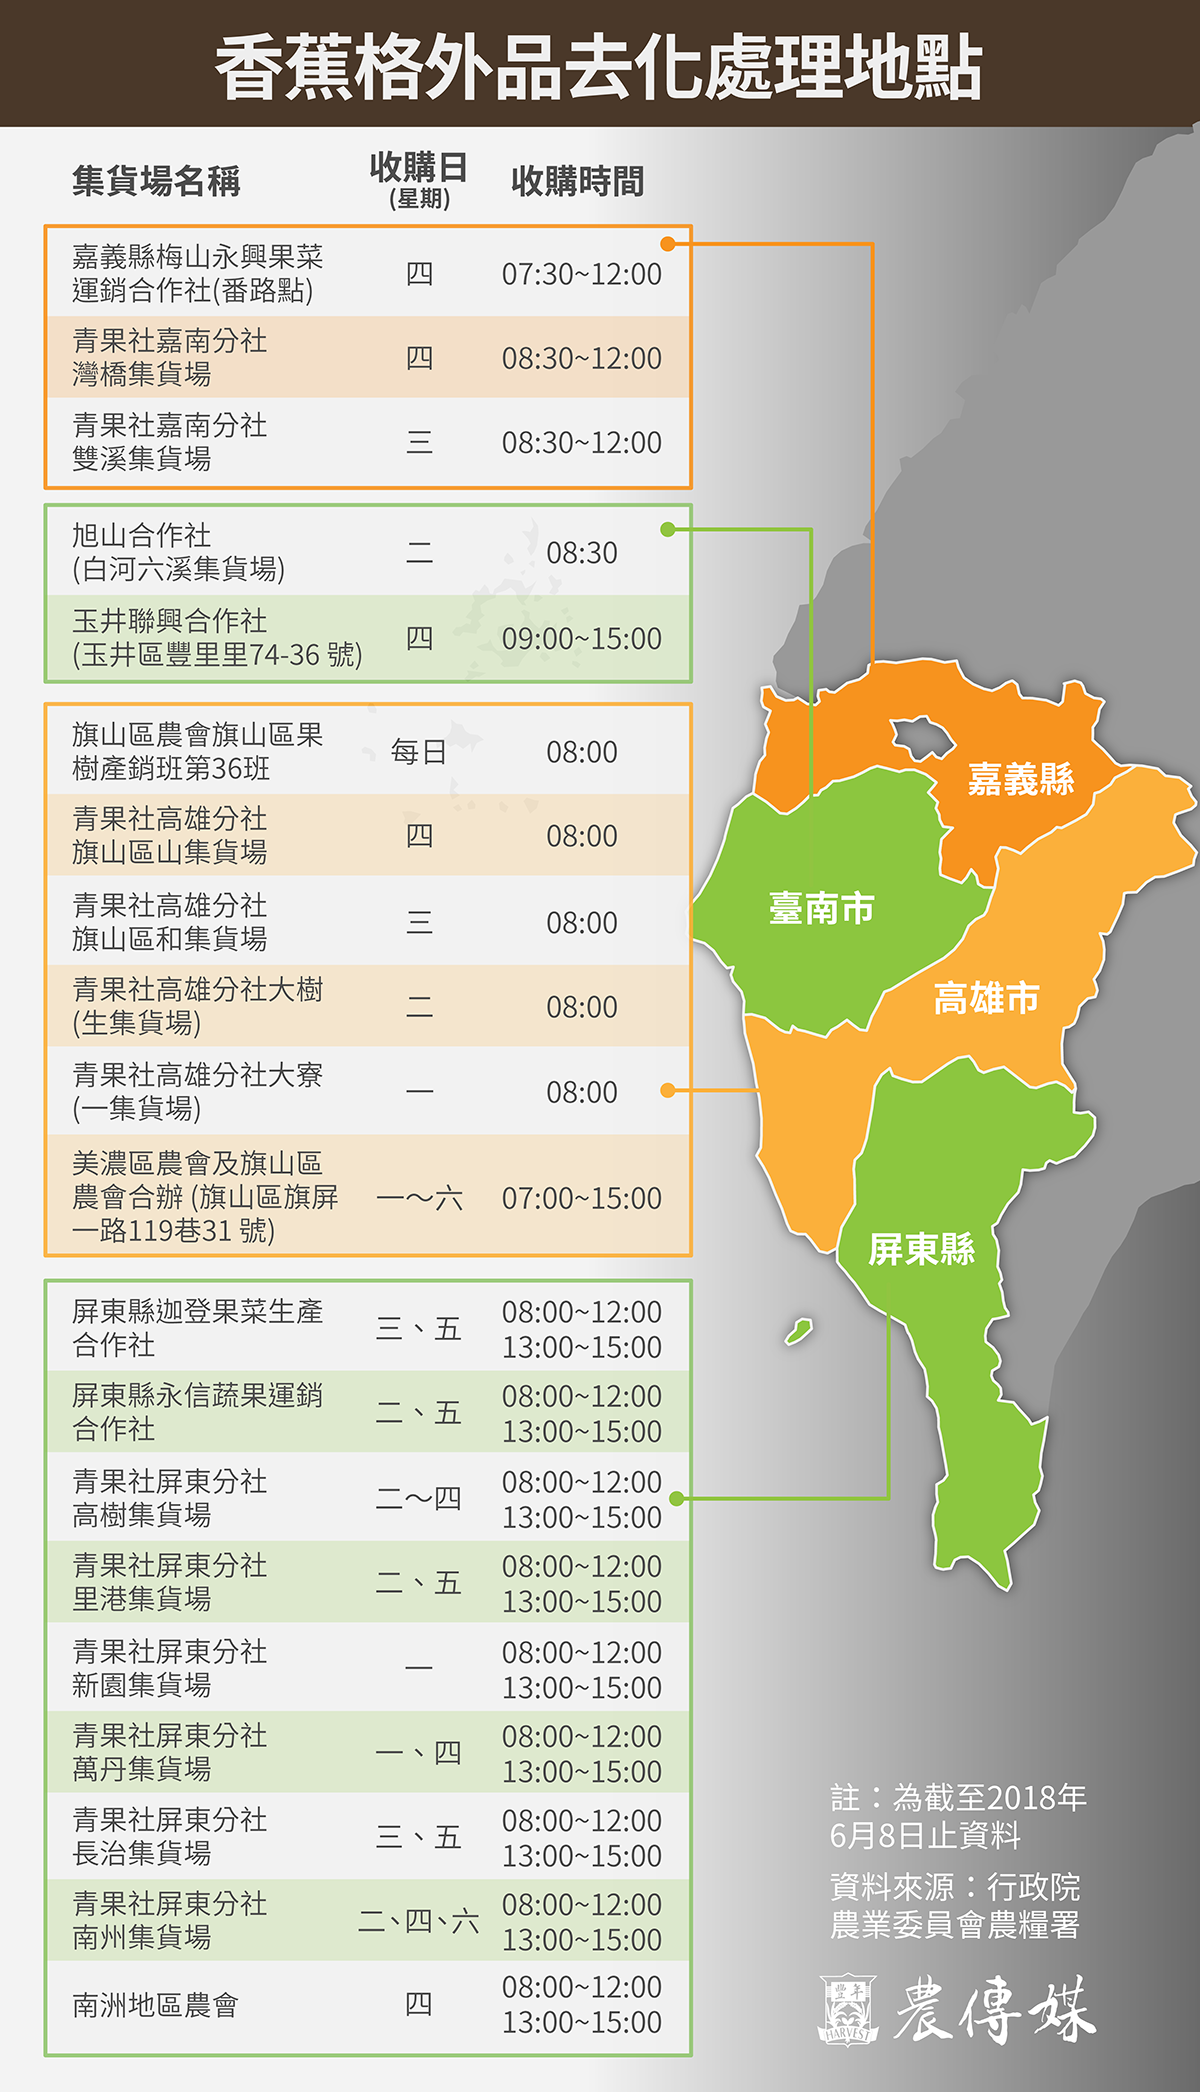 香蕉格外品去化處理地點
集貨場名稱
收購日
(星期)
收購時間
嘉義縣梅山永興果菜
運銷合作社(番路點)
四
07:30~12:00
青果社嘉南分社
灣橋集貨場
四
08:30~12:00
青果社嘉南分社
雙溪集貨場
三
08:30~12:00
旭山合作社
(白河六溪集貨場)
二
08:30
玉井聯興合作社
(玉井區豐里里74-36 號)
四
09:00~15:00
旗山區農會旗山區果
樹產銷班第36班
每日
08:00
青果社高雄分社
旗山區山集貨場
四
08:00
青果社高雄分社
旗山區和集貨場
三
08:00
青果社高雄分社大樹
(生集貨場)
二
08:00
青果社高雄分社大寮
(一集貨場)
一
08:00
美濃區農會及旗山區
農會合辦 (旗山區旗屏
一路119巷31 號)
一～六
07:00~15:00
屏東縣迦登果菜生產
合作社
三、五
08:00~12:00
13:00~15:00
屏東縣永信蔬果運銷
合作社
二、五
08:00~12:00
13:00~15:00
青果社屏東分社
高樹集貨場
二～四
08:00~12:00
13:00~15:00
青果社屏東分社
里港集貨場
二、五
08:00~12:00
13:00~15:00
青果社屏東分社
新園集貨場
一
08:00~12:00
13:00~15:00
青果社屏東分社
萬丹集貨場
一、四
08:00~12:00
13:00~15:00
青果社屏東分社
長治集貨場
三、五
08:00~12:00
13:00~15:00
青果社屏東分社
南州集貨場
二、四、六
08:00~12:00
13:00~15:00
南洲地區農會
四
08:00~12:00
13:00~15:00
嘉義縣
臺南市
高雄市
屏東縣
註：為截至2018年
6月8日止資料
資料來源：行政院
農業委員會農糧署
豐年
HARVEST
農傳媒